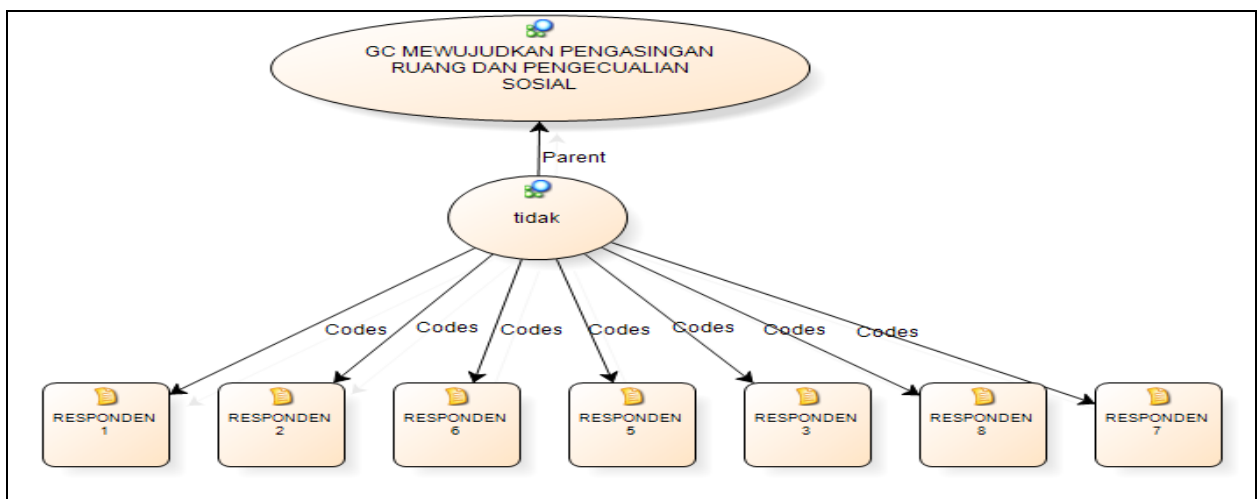 GC MEWUJUDKAN PENGASINGAN
RUANG DAN PENGECUALIAN
SOSIAL
Parent
tidak
Codes
Codes
Codes
Codes
Codes
Codes
Codes
RESPONDEN
1
RESPONDEN
2
RESPONDEN
6
RESPONDEN
5
RESPONDEN
3
RESPONDEN
8
RESPONDEN
7